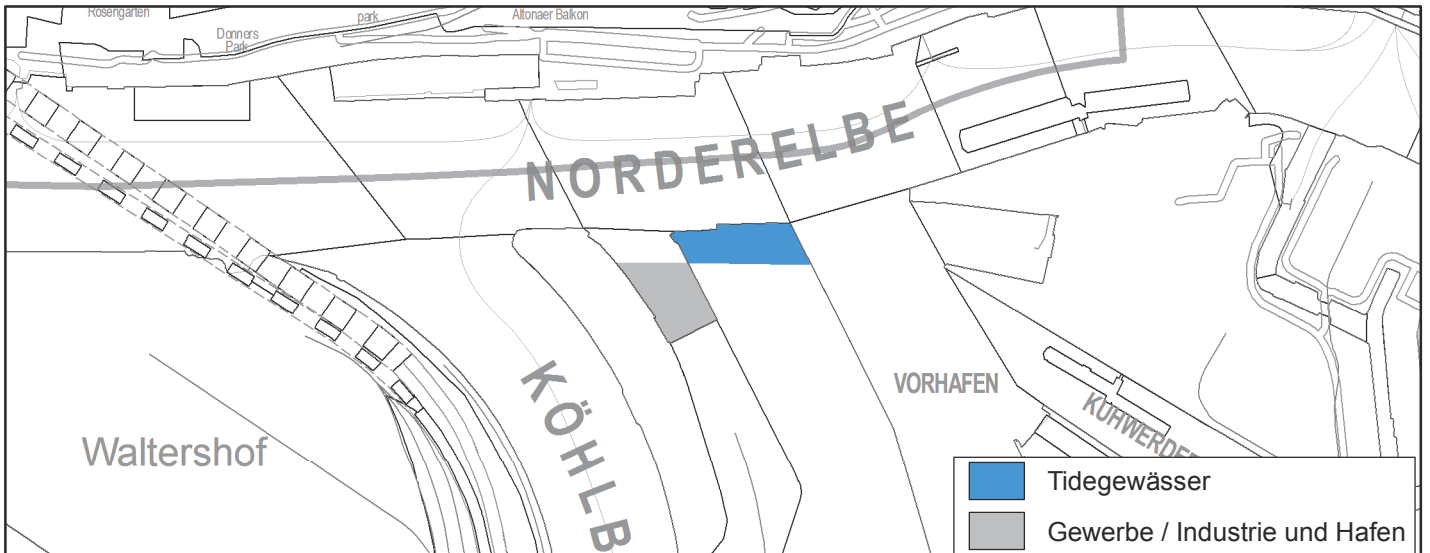 Rosengarten
park
Altonaer Balkon
Donners
Park
NORDERELBE
VORHAFEN
KUHWERDER
KÖHLB
Waltershof
Tidegewässer
Gewerbe / Industrie und Hafen